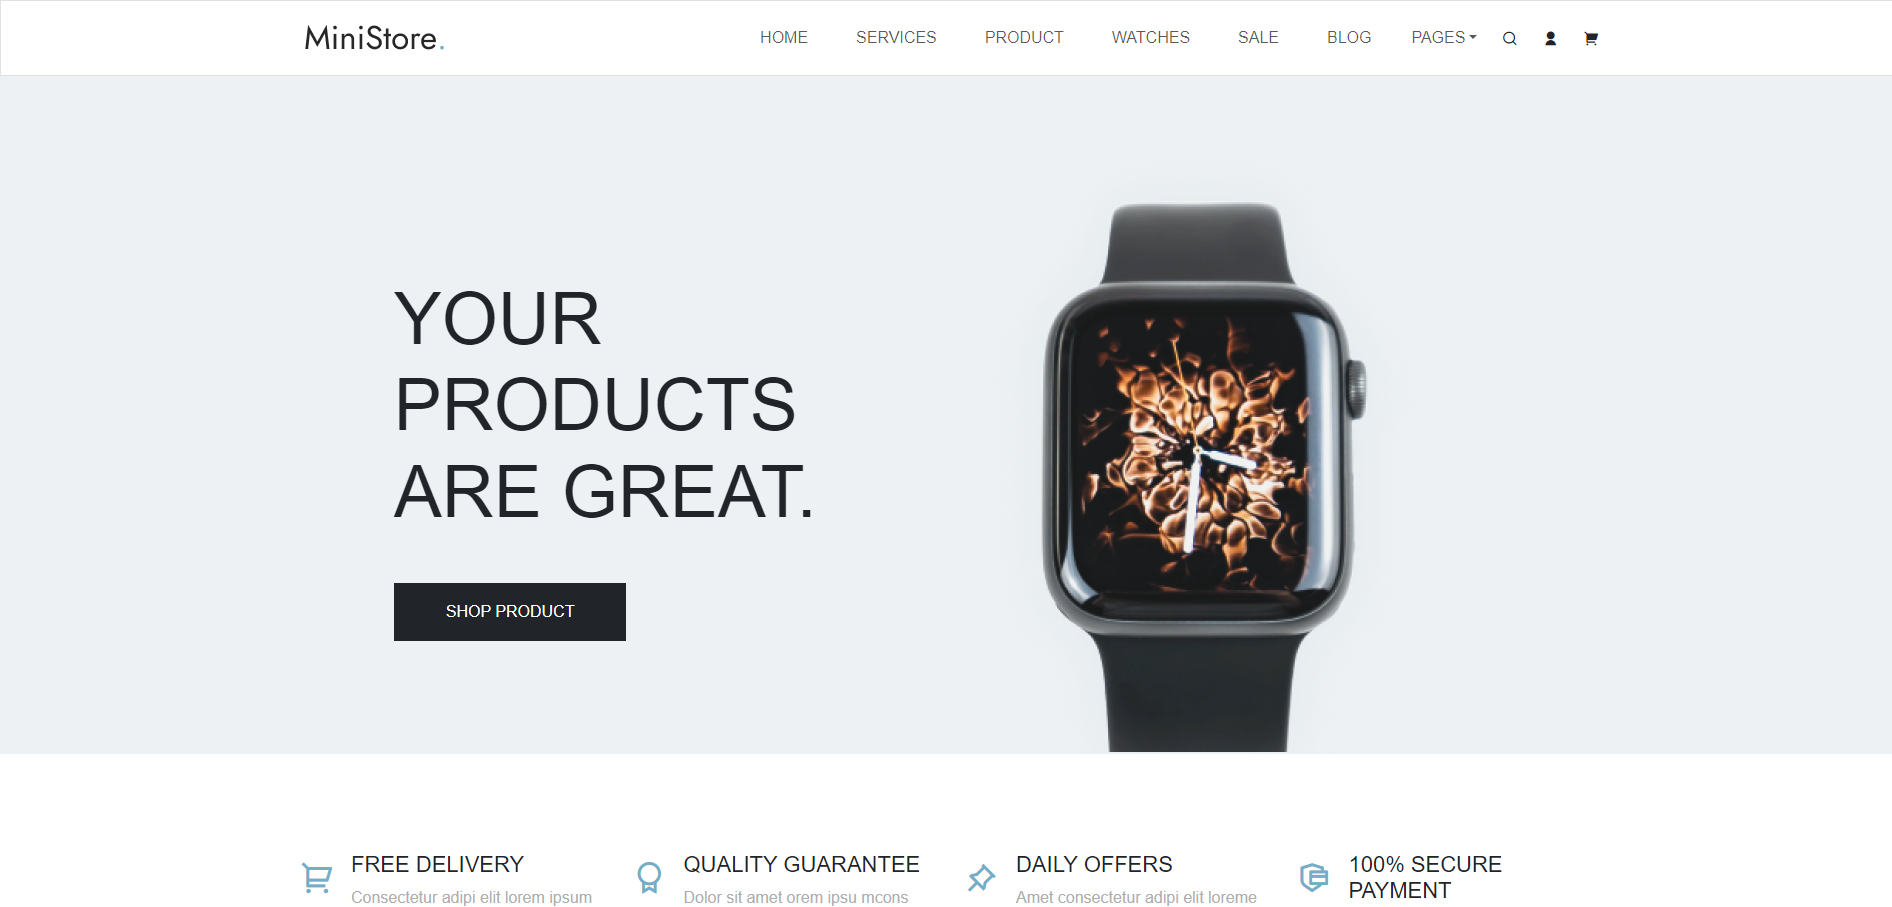 MiniStore.
HOME SERVICES PRODUCT WATCHES SALE BLOG PAGES
YOUR
PRODUCTS
ARE GREAT.
SHOP PRODUCT
FREE DELIVERY
Consectetur adipi elit lorem ipsum
QUALITY GUARANTEE
Dolor sit amet orem ipsu mcons
DAILY OFFERS
Amet consectetur adipi elit loreme
100% SECURE
PAYMENT